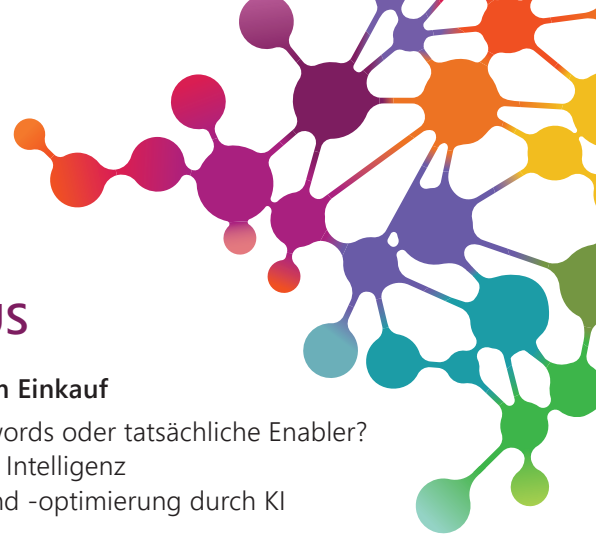 us
n Einkauf
words oder tatsächliche Enabler?
Intelligenz
nd -optimierung durch KI